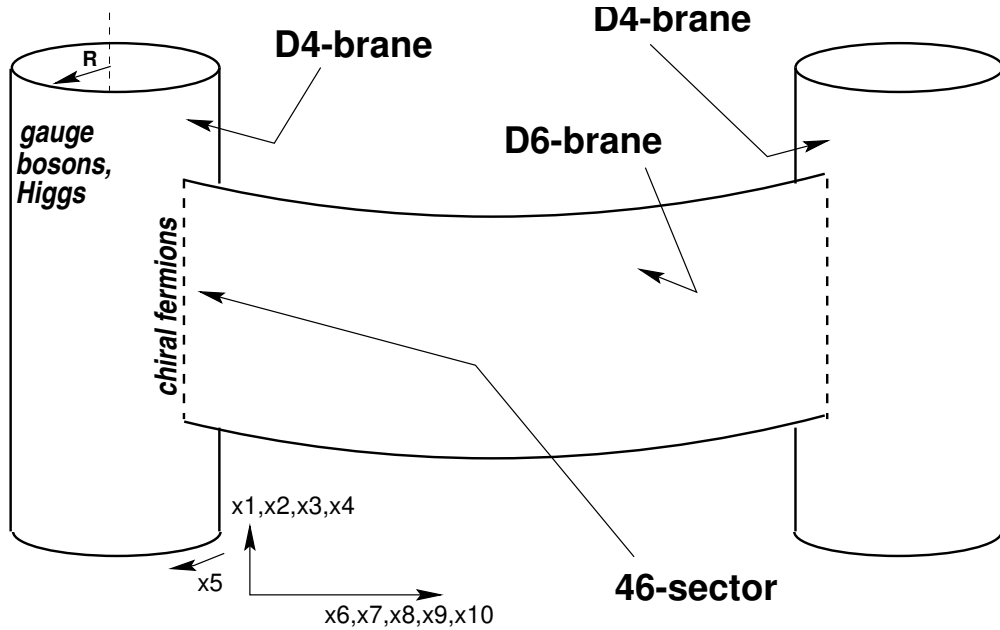 D4-brane
D4-brane
R
gauge
bosons,
Higgs
D6-brane
chiral fermions
x1,x2,x3,x4
x5
x6,x7,x8,x9,x10
46-sector